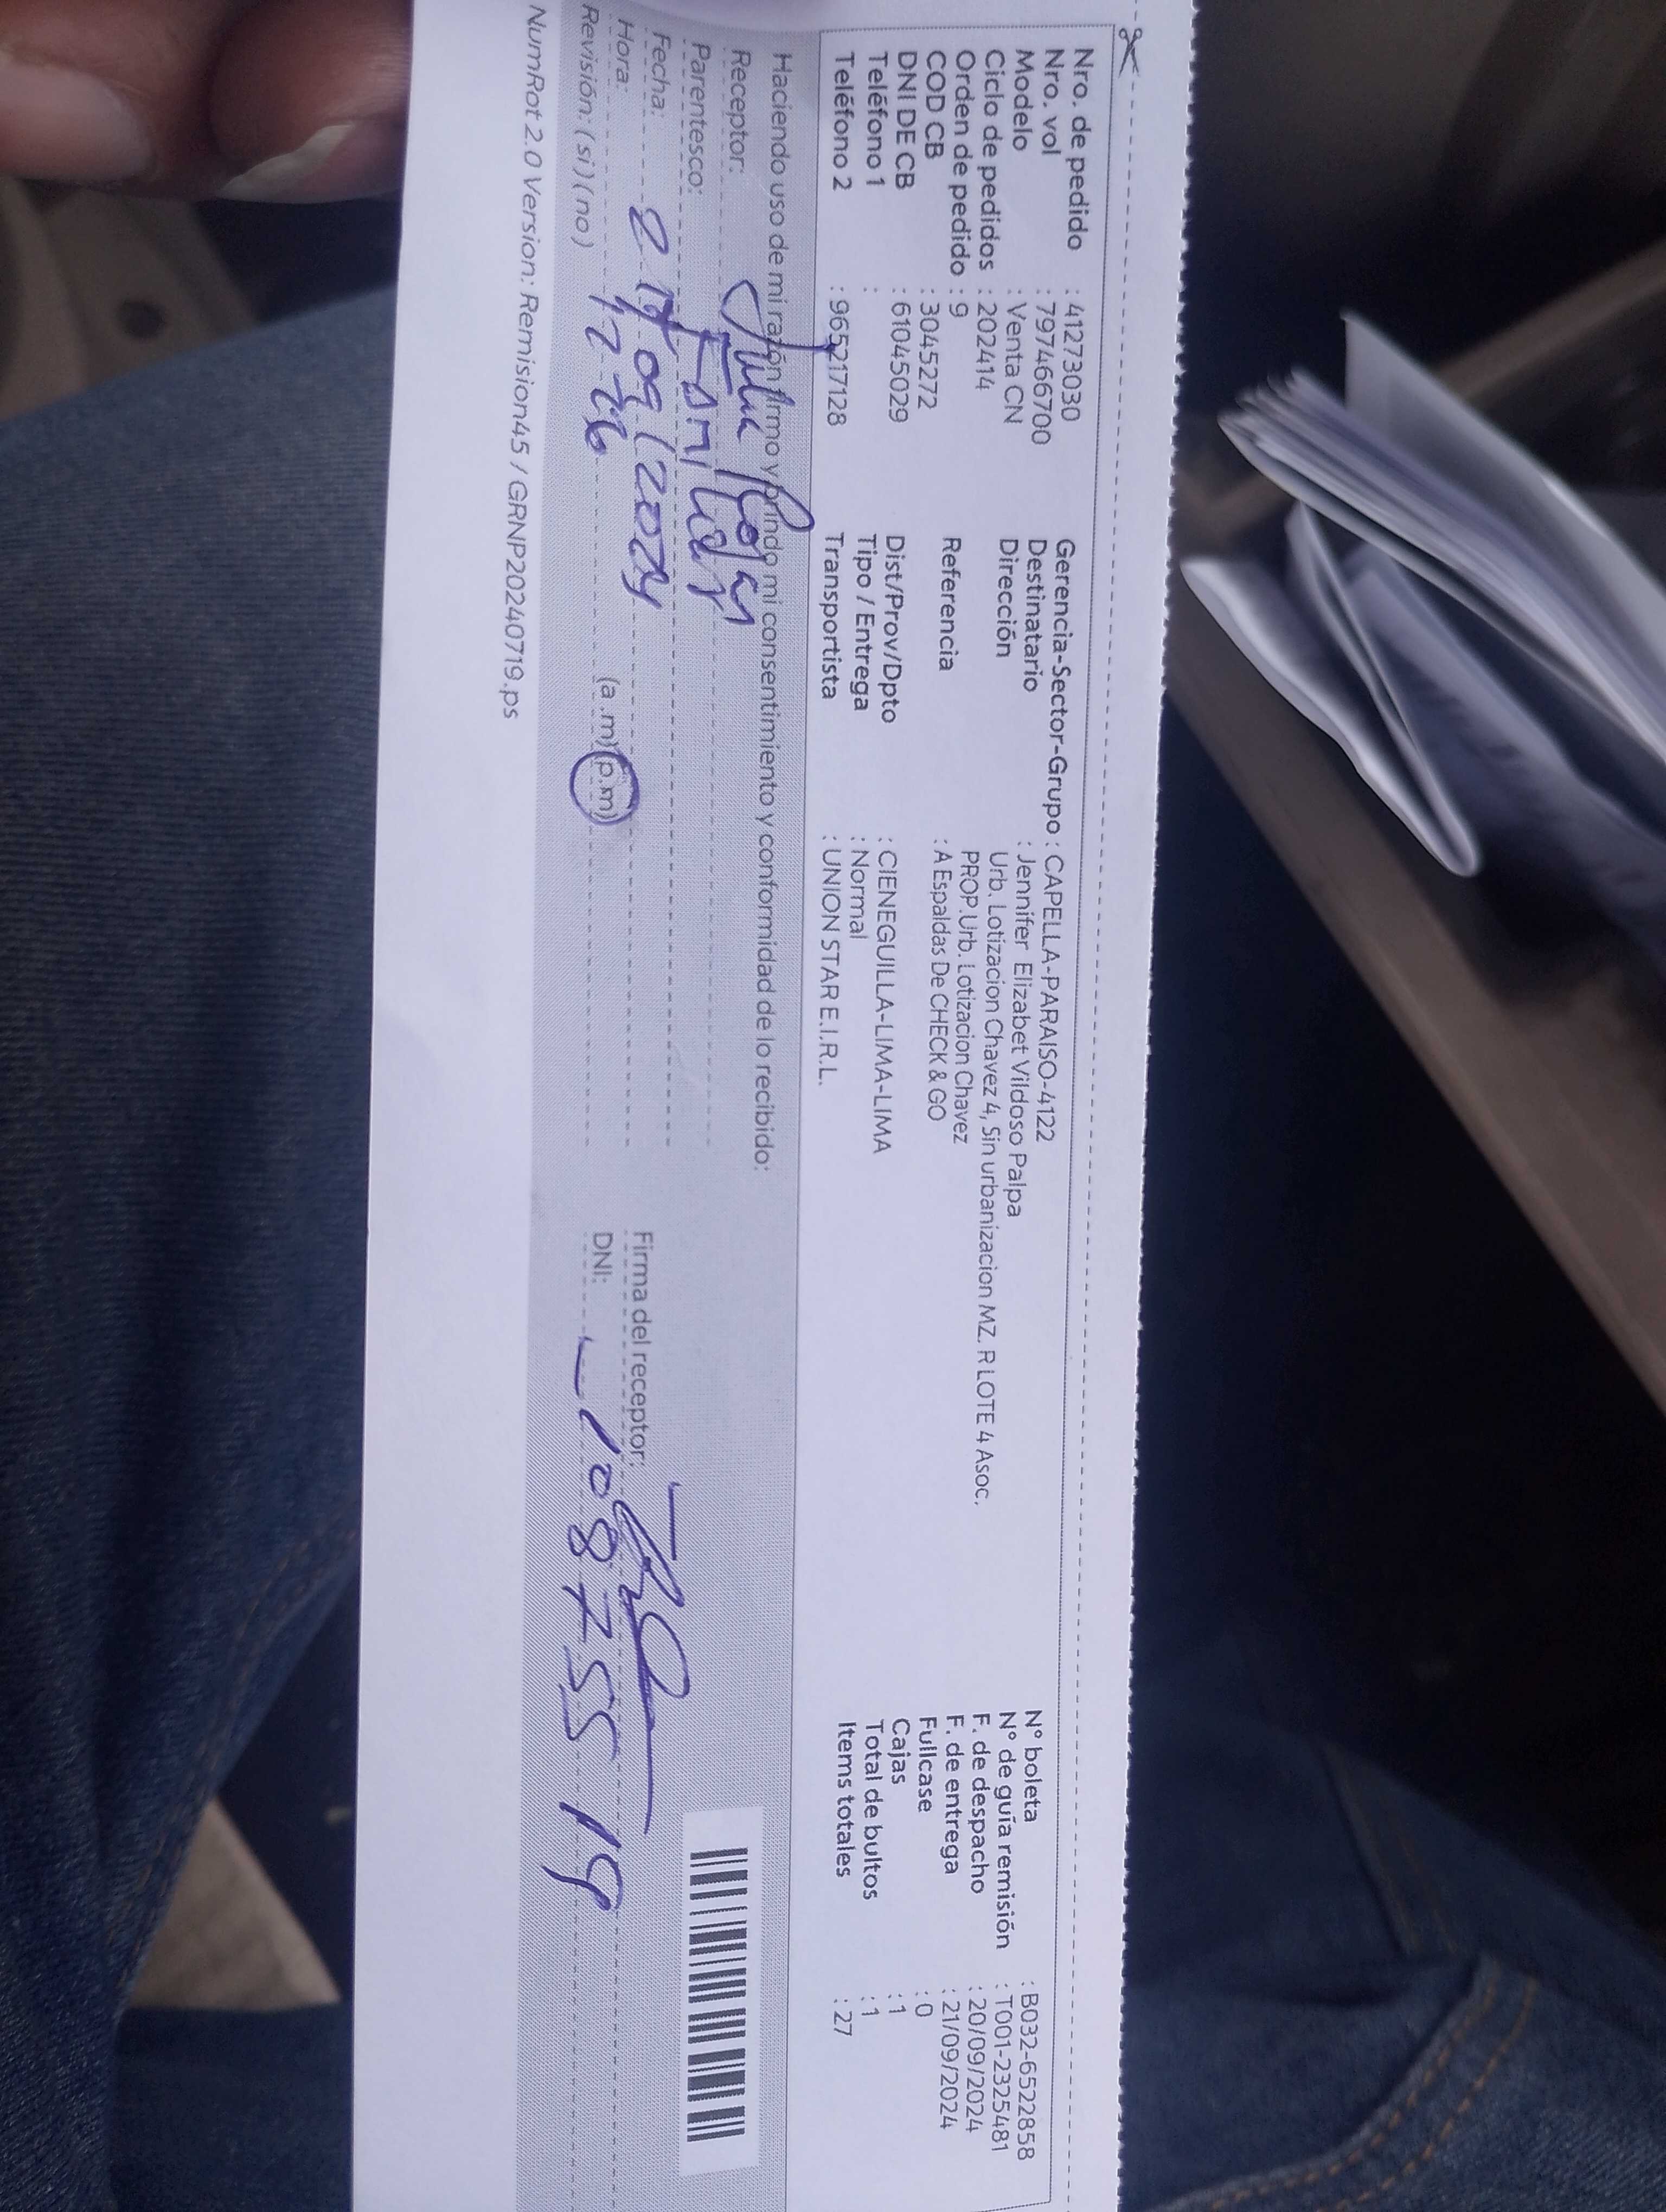 Nro. de pedido : 41273030
Nro. vol : 797466700
Modelo : Venta CN
Ciclo de pedidos : 202414
Orden de pedido : 9
COD CB : 3045272
DNI DE CB : 61045029
Teléfono 1 :
Teléfono 2 : 965217128
Gerencia-Sector-Grupo : CAPELLA-PARAISO-4122
Destinatario : Jennifer Elizabet Vildoso Palpa
Dirección Urb. Lotizacion Chavez 4, Sin urbanizacion MZ. R LOTE 4 Asoc.
PROP.Urb. Lotizacion Chavez
Referencia : A Espaldas De CHECK & GO
Dist/Prov/Dpto : CIENEGUILLA-LIMA-LIMA
Tipo / Entrega : Normal
Transportista : UNION STAR E.I.R.L.
N° boleta : B032-6522858
N° de guía remisión : T001-2325481
F. de despacho : 20/09/2024
F. de entrega : 21/09/2024
Fullcase : 0
Cajas : 1
Total de bultos : 1
Items totales : 27
Haciendo uso de mi razón firmo y brindo mi consentimiento y conformidad de lo recibido:
Receptor: Rojas
Parentesco: Familiar
Fecha: 21/09/2024
Hora: (a.m) (p.m)
Revisión: (si) (no)
Firma del receptor:
DNI: 10875519
NumRot 2.0 Version: Remision45 / GRNP20240719.ps